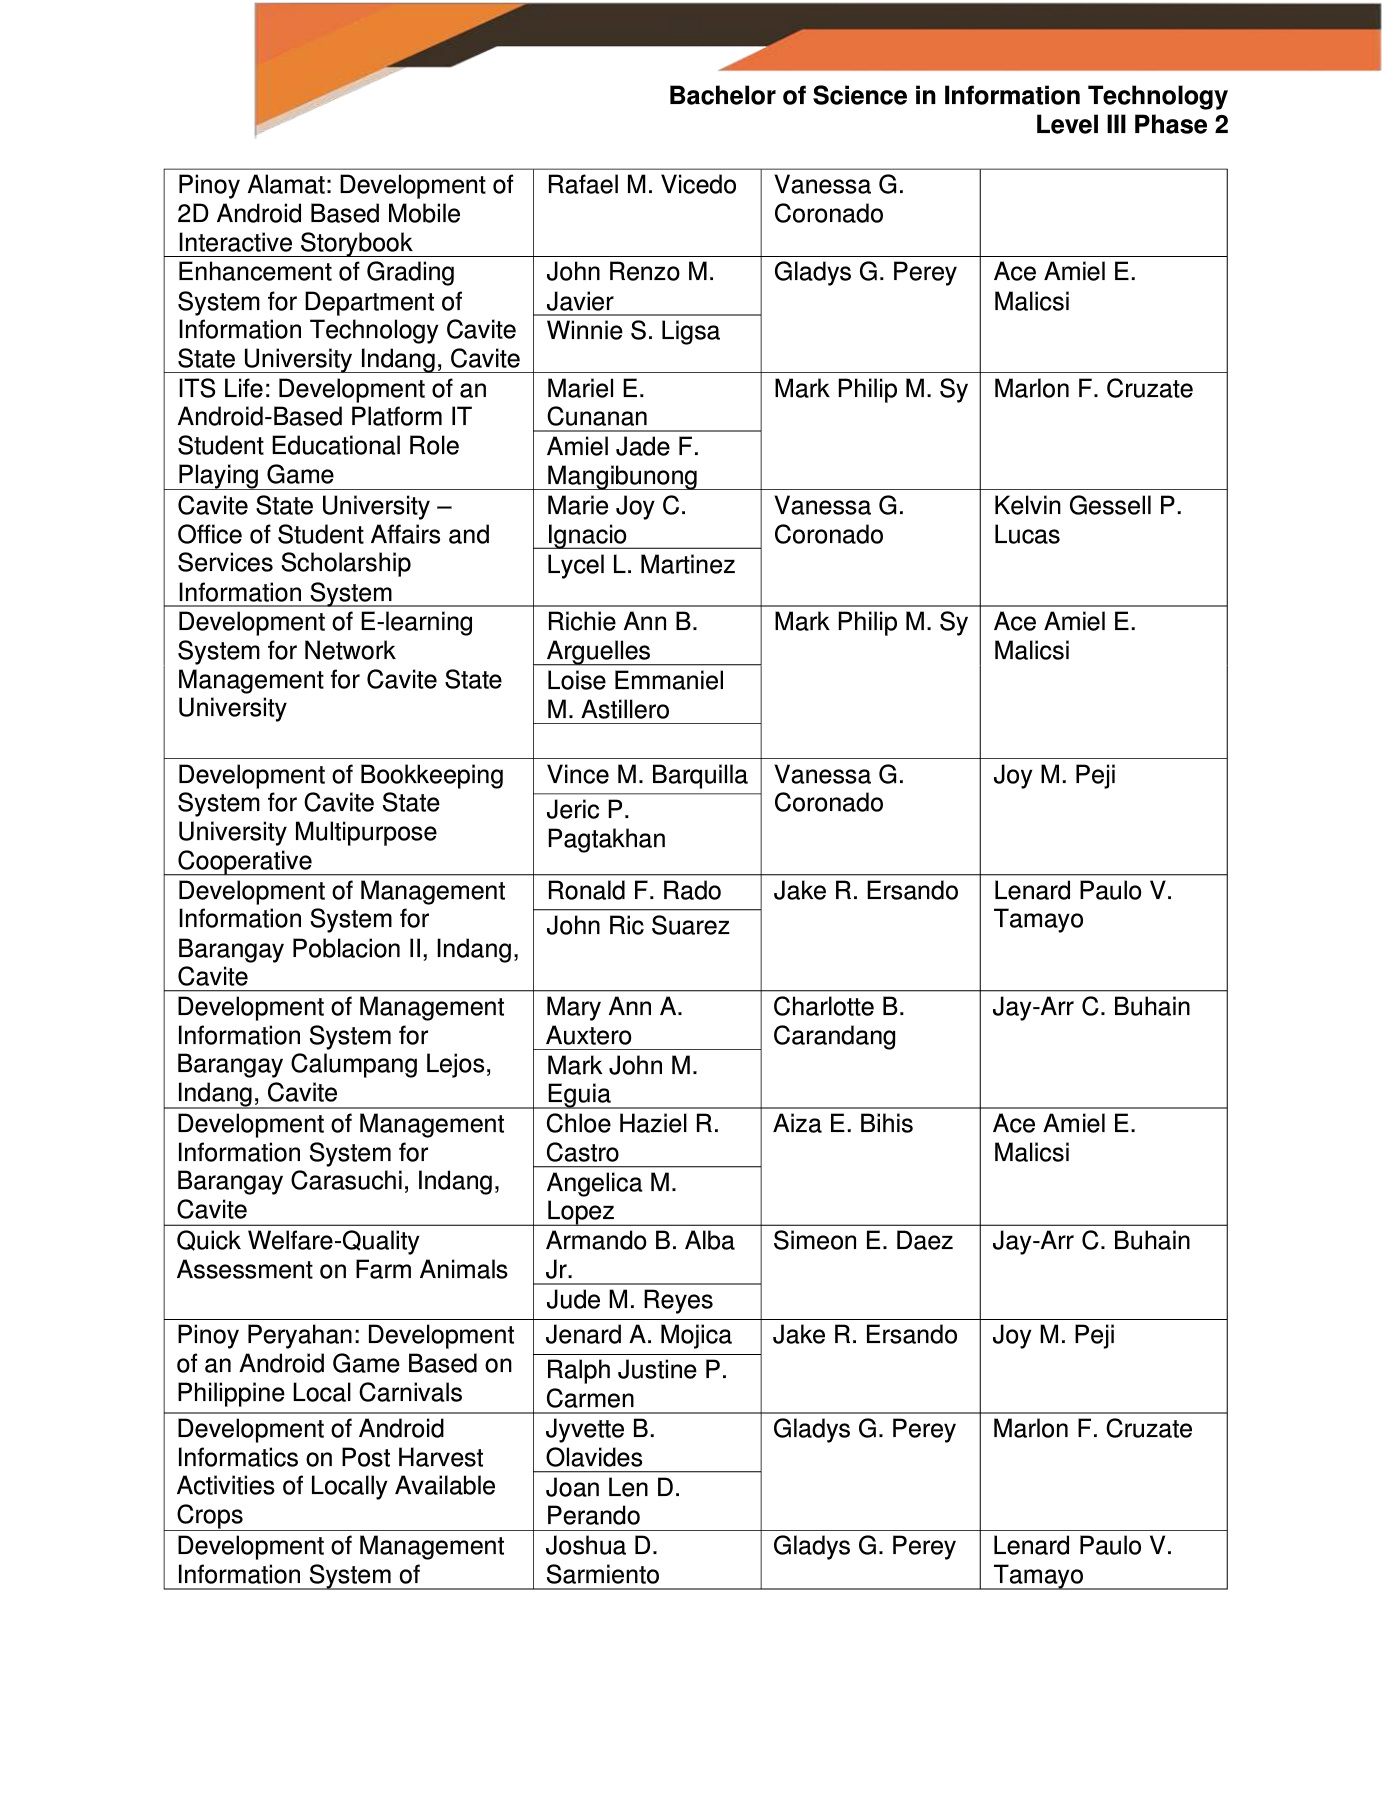 Bachelor of Science in Information Technology
Level III Phase 2
Pinoy Alamat: Development of
2D Android Based Mobile
Interactive Storybook
Rafael M. Vicedo
Vanessa G.
Coronado
Enhancement of Grading
System for Department of
Information Technology Cavite
State University Indang, Cavite
John Renzo M.
Javier
Winnie S. Ligsa
Gladys G. Perey
Ace Amiel E.
Malicsi
ITS Life: Development of an
Android-Based Platform IT
Student Educational Role
Playing Game
Mariel E.
Cunanan
Amiel Jade F.
Mangibunong
Mark Philip M. Sy
Marlon F. Cruzate
Cavite State University –
Office of Student Affairs and
Services Scholarship
Information System
Marie Joy C.
Ignacio
Lycel L. Martinez
Vanessa G.
Coronado
Kelvin Gessell P.
Lucas
Development of E-learning
System for Network
Management for Cavite State
University
Richie Ann B.
Arguelles
Loise Emmaniel
M. Astillero
Mark Philip M. Sy
Ace Amiel E.
Malicsi
Development of Bookkeeping
System for Cavite State
University Multipurpose
Cooperative
Vince M. Barquilla
Jeric P.
Pagtakhan
Vanessa G.
Coronado
Joy M. Peji
Development of Management
Information System for
Barangay Poblacion II, Indang,
Cavite
Ronald F. Rado
John Ric Suarez
Jake R. Ersando
Lenard Paulo V.
Tamayo
Development of Management
Information System for
Barangay Calumpang Lejos,
Indang, Cavite
Mary Ann A.
Auxtero
Mark John M.
Eguia
Charlotte B.
Carandang
Jay-Arr C. Buhain
Development of Management
Information System for
Barangay Carasuchi, Indang,
Cavite
Chloe Haziel R.
Castro
Angelica M.
Lopez
Aiza E. Bihis
Ace Amiel E.
Malicsi
Quick Welfare-Quality
Assessment on Farm Animals
Armando B. Alba
Jr.
Jude M. Reyes
Simeon E. Daez
Jay-Arr C. Buhain
Pinoy Peryahan: Development
of an Android Game Based on
Philippine Local Carnivals
Jenard A. Mojica
Ralph Justine P.
Carmen
Jake R. Ersando
Joy M. Peji
Development of Android
Informatics on Post Harvest
Activities of Locally Available
Crops
Jyvette B.
Olavides
Joan Len D.
Perando
Gladys G. Perey
Marlon F. Cruzate
Development of Management
Information System of
Joshua D.
Sarmiento
Gladys G. Perey
Lenard Paulo V.
Tamayo